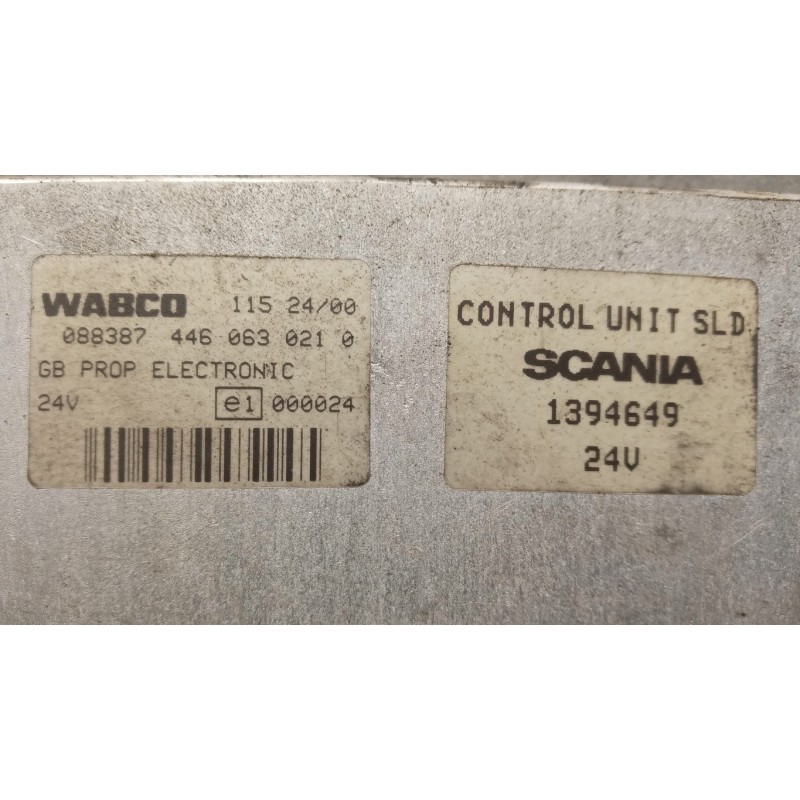 WABCO 115 24/00
088387 446 063 021 0
GB PROP ELECTRONIC
24V e1 000024
CONTROL UNIT SLD
SCANIA
1394649
24V